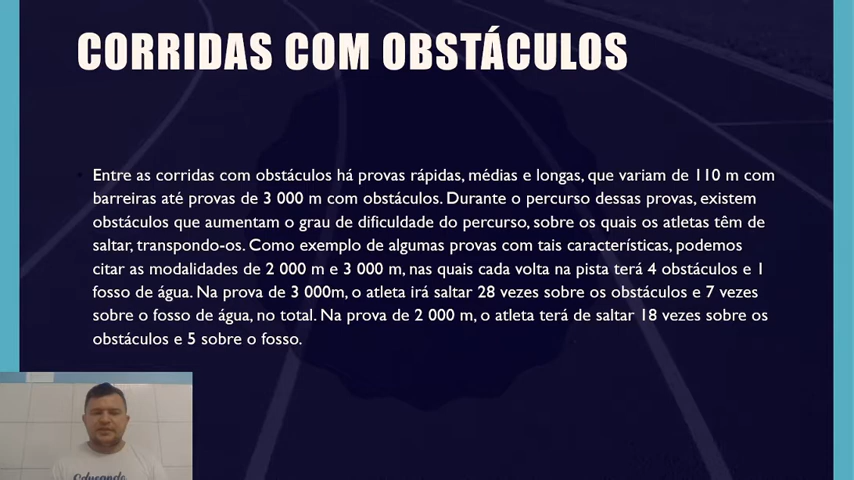 CORRIDAS COM OBSTÁCULOS
Entre as corridas com obstáculos há provas rápidas, médias e longas, que variam de 110 m com
barreiras até provas de 3 000 m com obstáculos. Durante o percurso dessas provas, existem
obstáculos que aumentam o grau de dificuldade do percurso, sobre os quais os atletas têm de
saltar, transpondo-os. Como exemplo de algumas provas com tais características, podemos
citar as modalidades de 2 000 m e 3 000 m, nas quais cada volta na pista terá 4 obstáculos e 1
fosso de água. Na prova de 3 000m, o atleta irá saltar 28 vezes sobre os obstáculos e 7 vezes
sobre o fosso de água, no total. Na prova de 2 000 m, o atleta terá de saltar 18 vezes sobre os
obstáculos e 5 sobre o fosso.
Educando